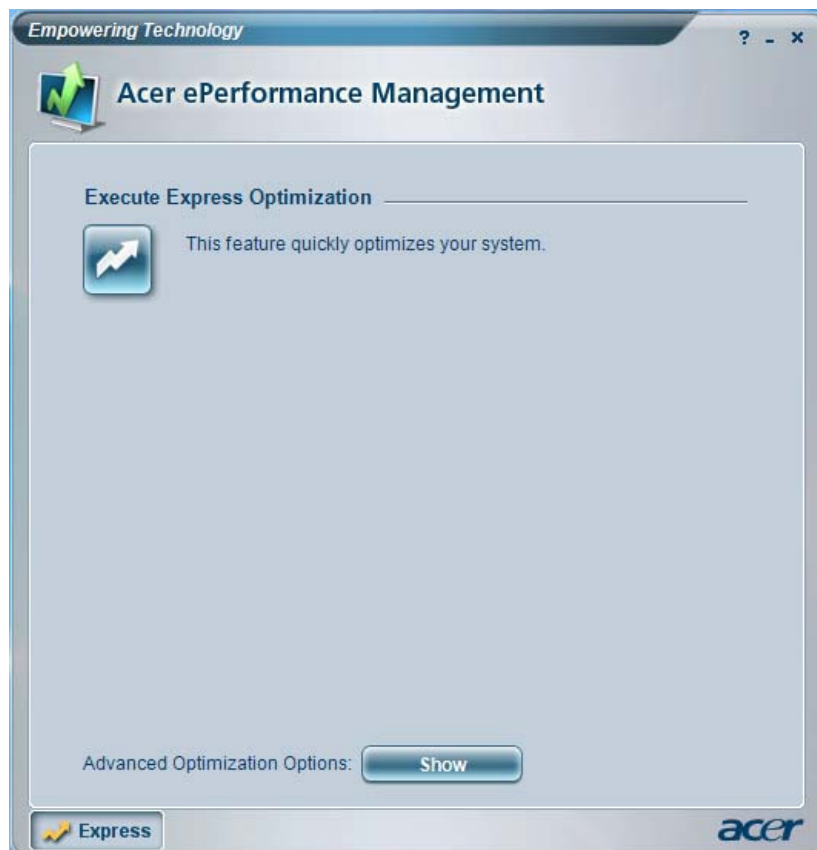 Empowering Technology
? - ×
Acer ePerformance Management
Execute Express Optimization
This feature quickly optimizes your system.
Advanced Optimization Options: Show
Express
acer